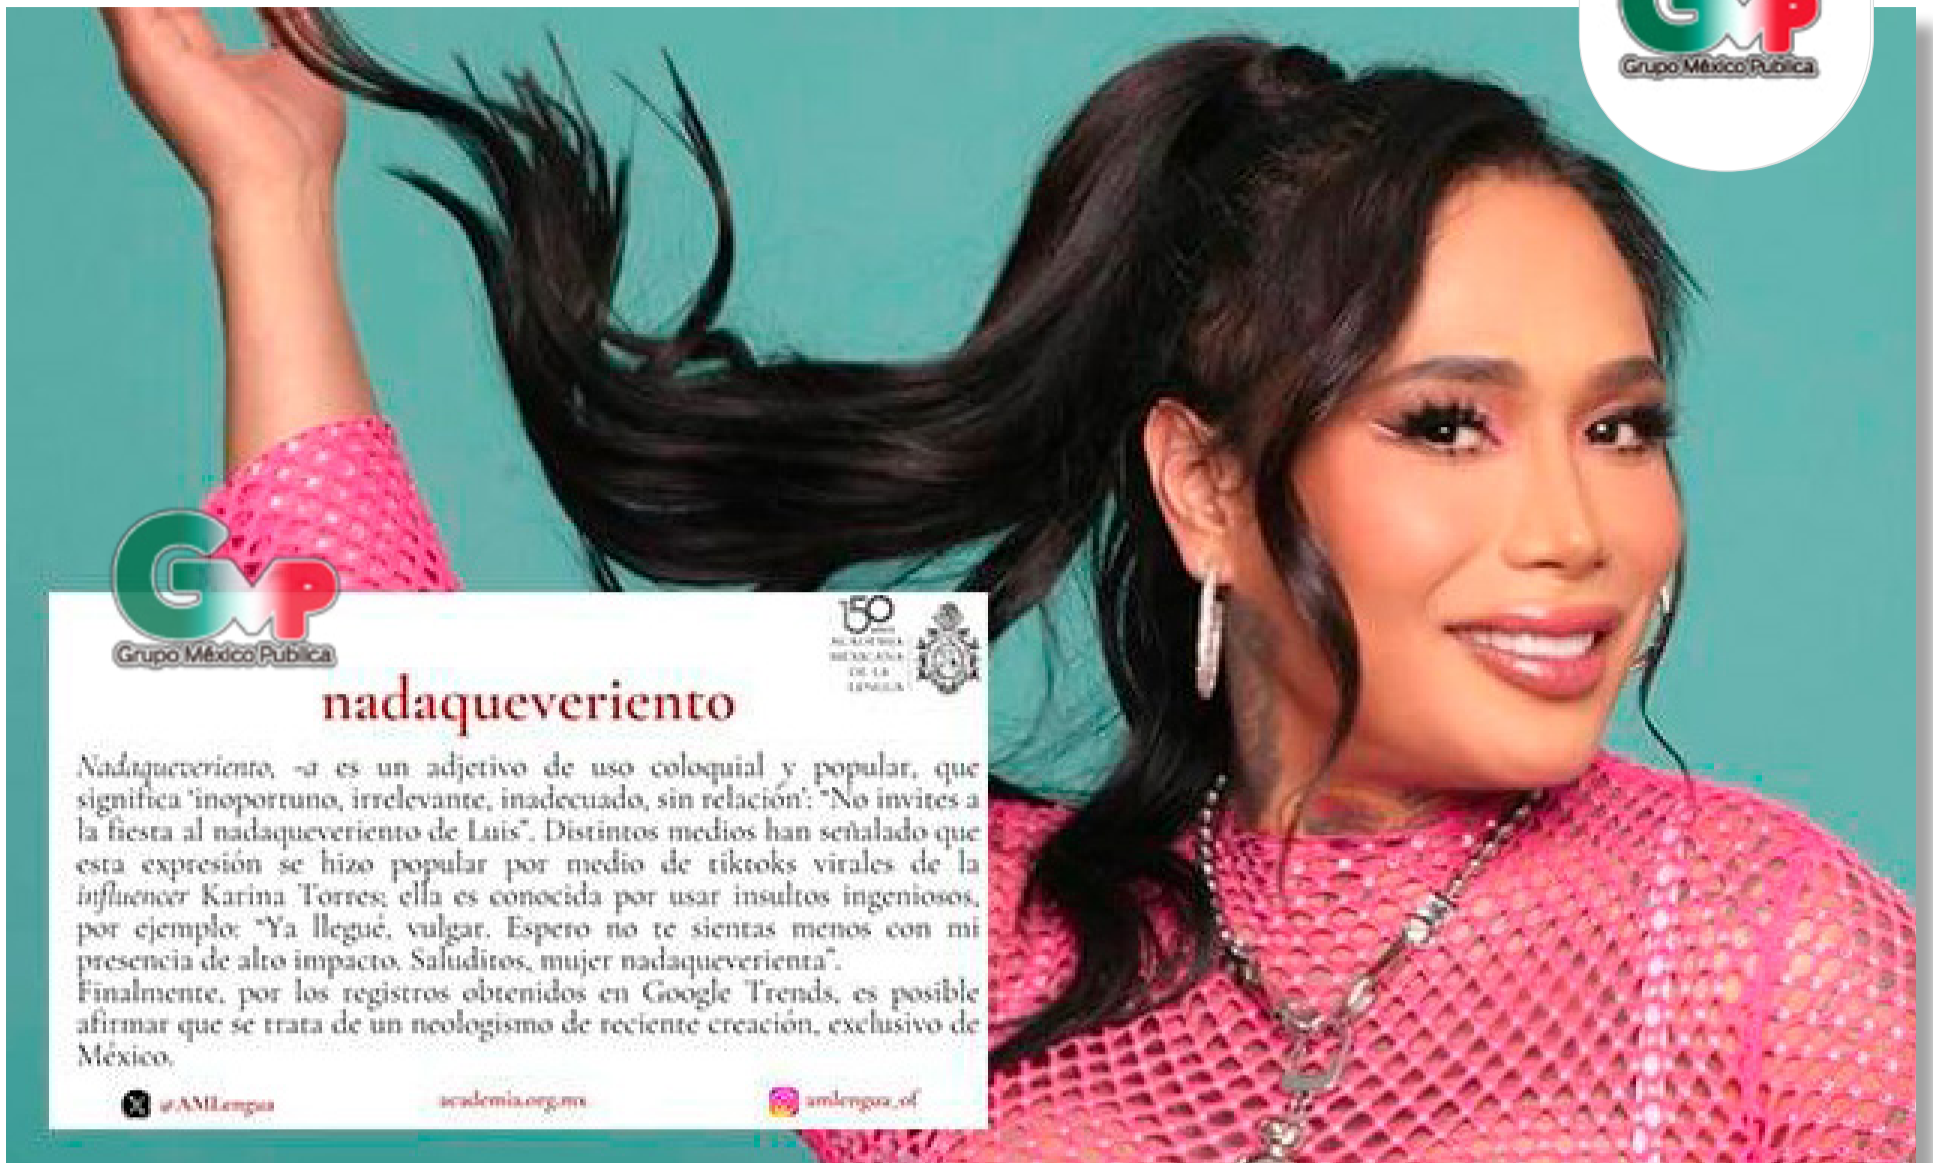 GMP
Grupo México Publica
GMP
Grupo México Publica
150
años
ACADEMIA
MEXICANA
DE LA
LENGUA
nadaqueveriento
Nadaqueveriento, -a es un adjetivo de uso coloquial y popular, que
significa ‘inoportuno, irrelevante, inadecuado, sin relación’: “No invites a
la fiesta al nadaqueveriento de Luis”. Distintos medios han señalado que
esta expresión se hizo popular por medio de tiktoks virales de la
influencer Karina Torres; ella es conocida por usar insultos ingeniosos,
por ejemplo: “Ya llegué, vulgar. Espero no te sientas menos con mi
presencia de alto impacto. Saluditos, mujer nadaqueverienta”.
Finalmente, por los registros obtenidos en Google Trends, es posible
afirmar que se trata de un neologismo de reciente creación, exclusivo de
México.
@AMLengua
academia.org.mx
amlengua_of